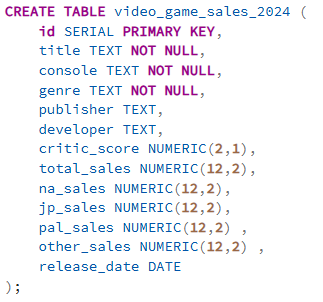 CREATE TABLE video_game_sales_2024 (
    id SERIAL PRIMARY KEY,
    title TEXT NOT NULL,
    console TEXT NOT NULL,
    genre TEXT NOT NULL,
    publisher TEXT,
    developer TEXT,
    critic_score NUMERIC(2,1),
    total_sales NUMERIC(12,2),
    na_sales NUMERIC(12,2),
    jp_sales NUMERIC(12,2),
    pal_sales NUMERIC(12,2) ,
    other_sales NUMERIC(12,2) ,
    release_date DATE
);